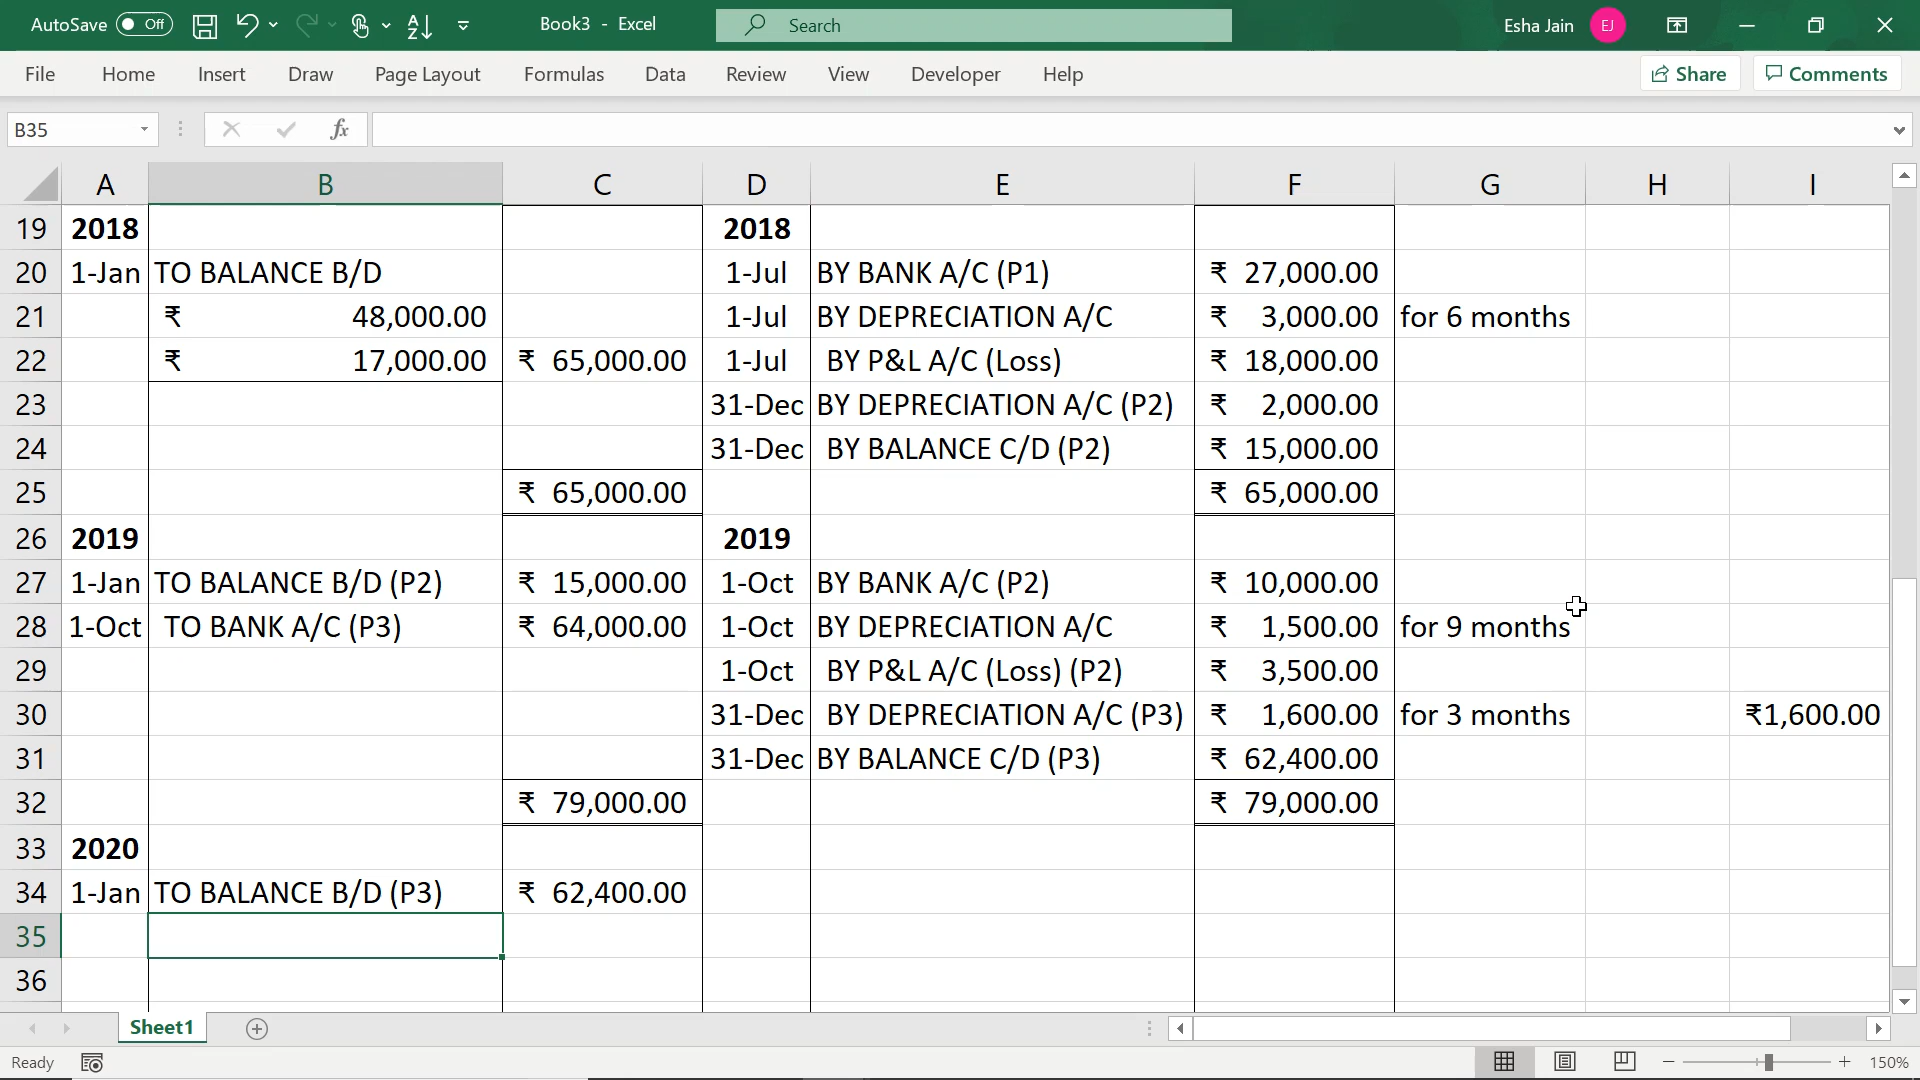 AutoSave Off Book3 - Excel Search Esha Jain EJ
File Home Insert Draw Page Layout Formulas Data Review View Developer Help Share Comments
B35 fx
A B C D E F G H I
19 2018 2018
20 1-Jan TO BALANCE B/D 1-Jul BY BANK A/C (P1) ₹ 27,000.00
21 ₹ 48,000.00 1-Jul BY DEPRECIATION A/C ₹ 3,000.00 for 6 months
22 ₹ 17,000.00 ₹ 65,000.00 1-Jul BY P&L A/C (Loss) ₹ 18,000.00
23 31-Dec BY DEPRECIATION A/C (P2) ₹ 2,000.00
24 31-Dec BY BALANCE C/D (P2) ₹ 15,000.00
25 ₹ 65,000.00 ₹ 65,000.00
26 2019 2019
27 1-Jan TO BALANCE B/D (P2) ₹ 15,000.00 1-Oct BY BANK A/C (P2) ₹ 10,000.00
28 1-Oct TO BANK A/C (P3) ₹ 64,000.00 1-Oct BY DEPRECIATION A/C ₹ 1,500.00 for 9 months
29 1-Oct BY P&L A/C (Loss) (P2) ₹ 3,500.00
30 31-Dec BY DEPRECIATION A/C (P3) ₹ 1,600.00 for 3 months ₹1,600.00
31 31-Dec BY BALANCE C/D (P3) ₹ 62,400.00
32 ₹ 79,000.00 ₹ 79,000.00
33 2020
34 1-Jan TO BALANCE B/D (P3) ₹ 62,400.00
35
36
Sheet1
Ready 150%